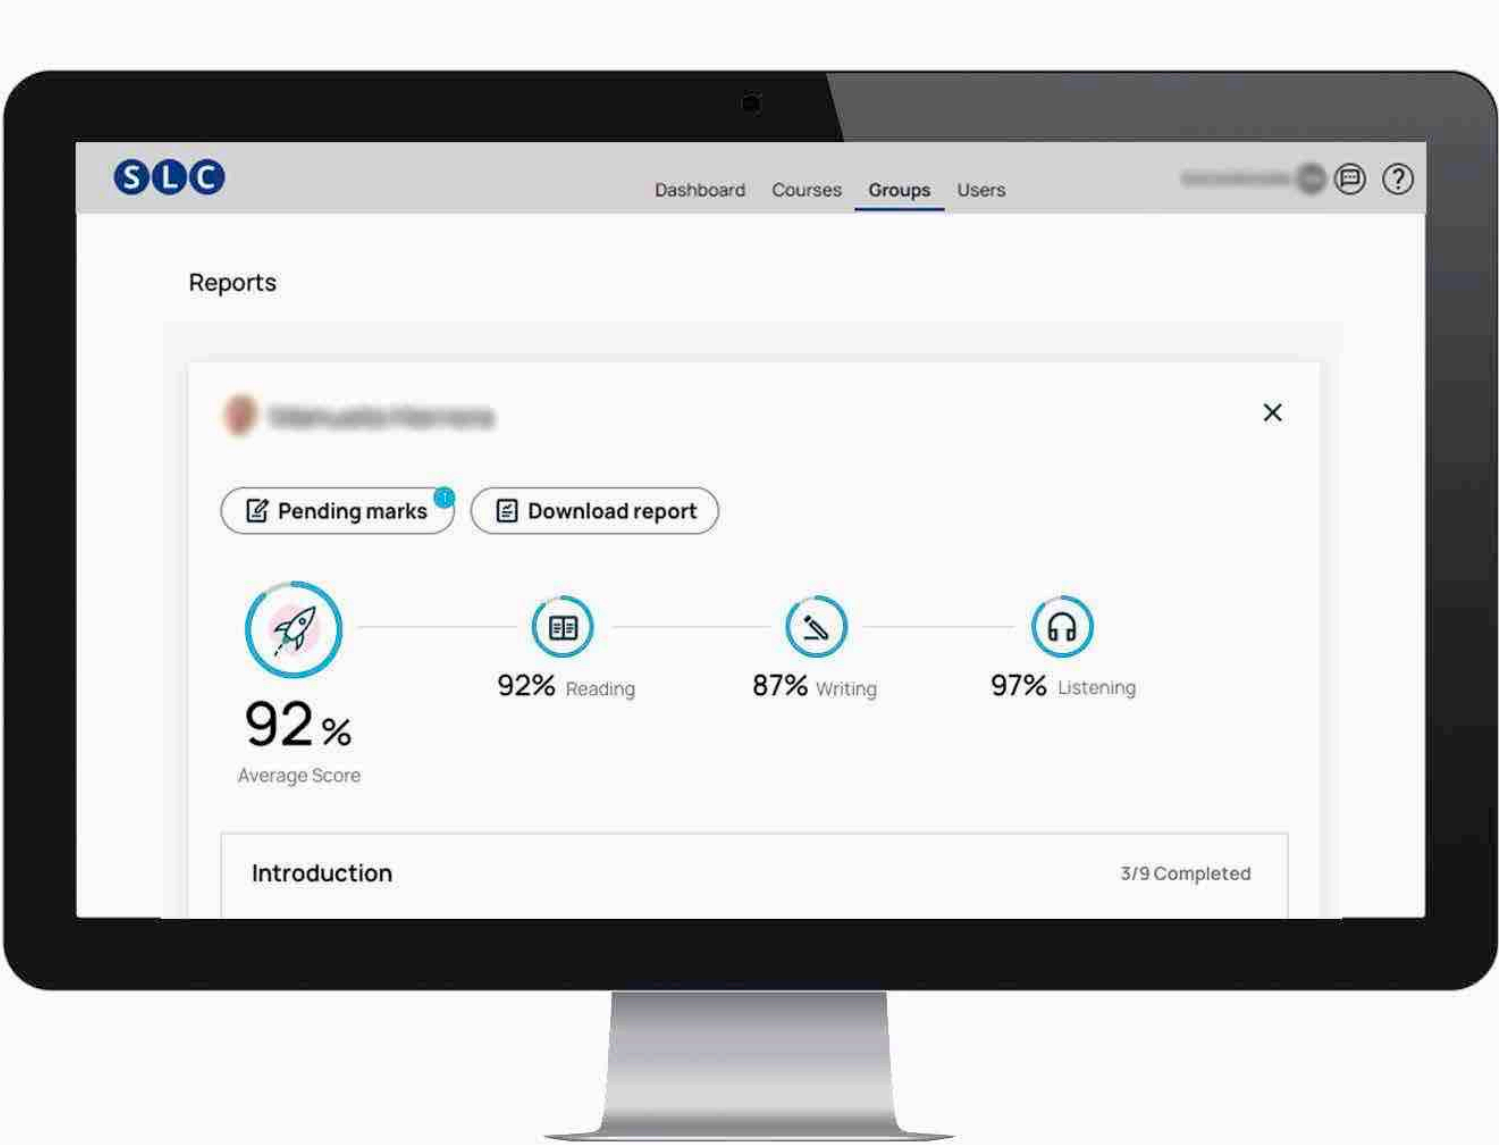 SLC
Dashboard Courses Groups Users
Reports
Pending marks Download report
92% Reading 87% Writing 97% Listening
92%
Average Score
Introduction 3/9 Completed